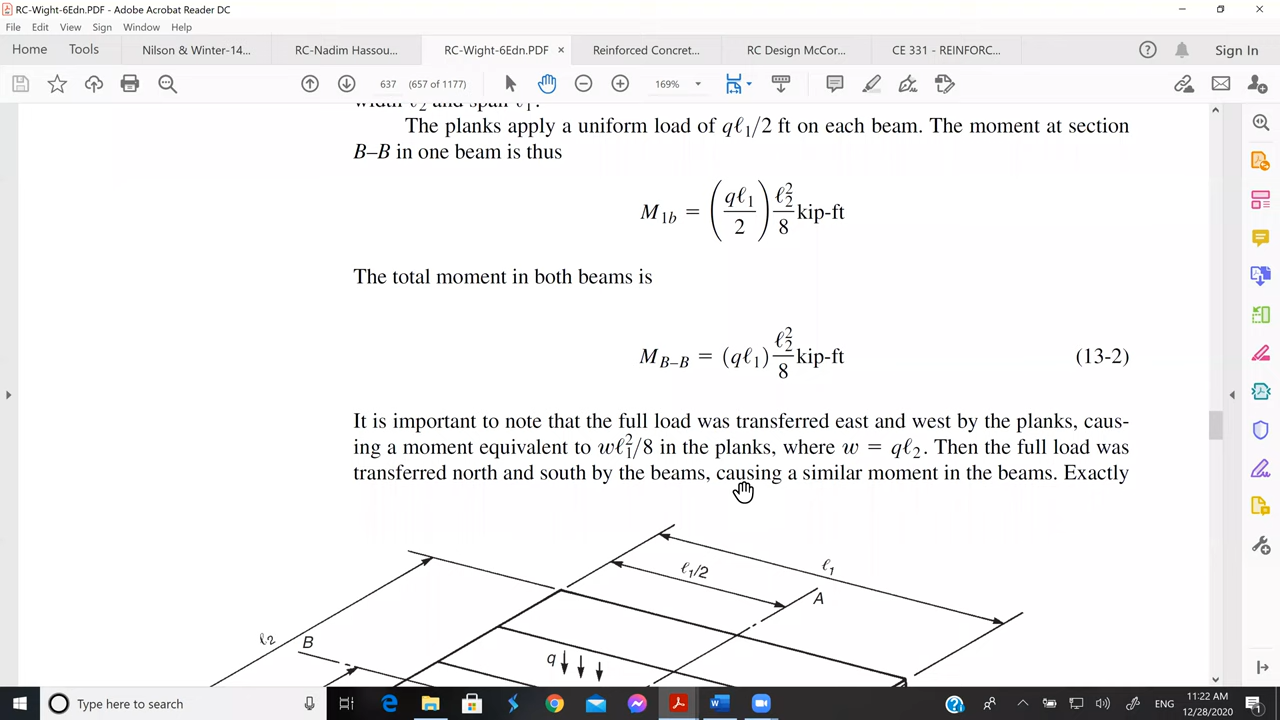 RC-Wight-6Edn.PDF - Adobe Acrobat Reader DC
File Edit View Sign Window Help
Home Tools Nilson & Winter-14... RC-Nadim Hassou... RC-Wight-6Edn.PDF × Reinforced Concret... RC Design McCor... CE 331 - REINFORC... Sign In
637 (657 of 1177) 169%
width ℓ2 and span ℓ1.
The planks apply a uniform load of qℓ1/2 ft on each beam. The moment at section
B–B in one beam is thus
M1b = (qℓ1/2) ℓ2²/8 kip-ft
The total moment in both beams is
MB–B = (qℓ1) ℓ2²/8 kip-ft (13-2)
It is important to note that the full load was transferred east and west by the planks, caus-
ing a moment equivalent to wℓ1²/8 in the planks, where w = qℓ2. Then the full load was
transferred north and south by the beams, causing a similar moment in the beams. Exactly
ℓ1
ℓ1/2
A
ℓ2
B
q
Type here to search
ENG
11:22 AM
12/28/2020
1